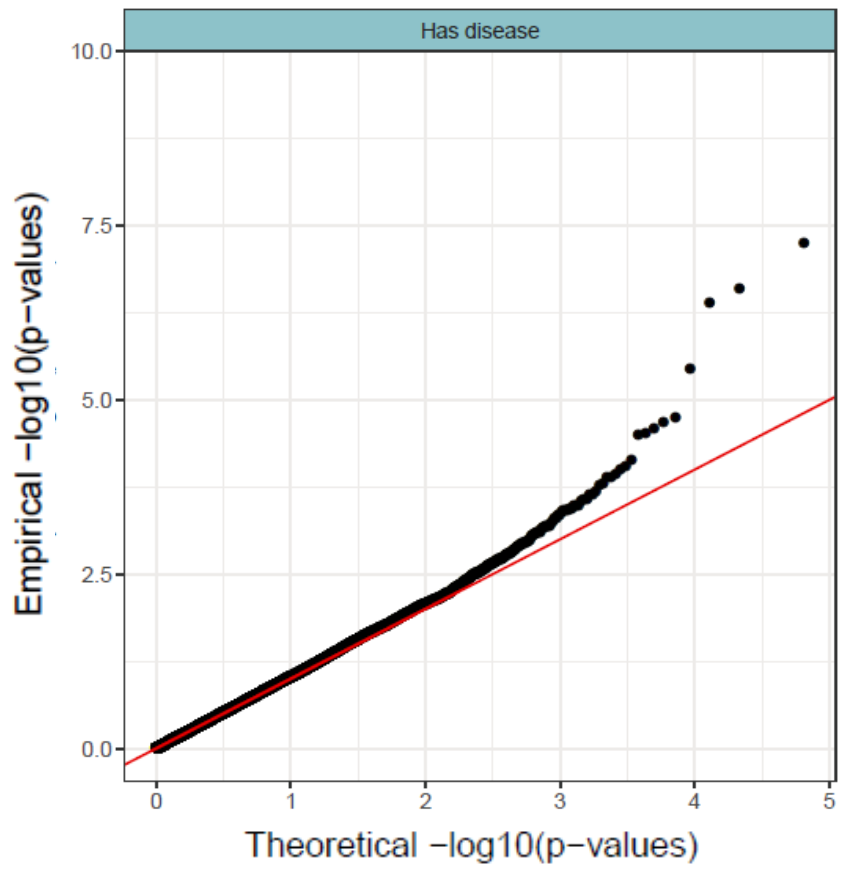 Has disease
10.0
7.5
5.0
2.5
0.0
Empirical −log10(p−values)
0 1 2 3 4 5
Theoretical −log10(p−values)